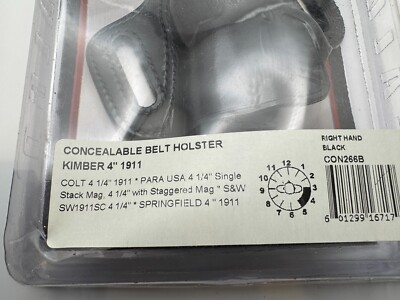 CONCEALABLE BELT HOLSTER
KIMBER 4" 1911
COLT 4 1/4" 1911 * PARA USA 4 1/4" Single
Stack Mag. 4 1/4" with Staggered Mag * S&W
SW1911SC 4 1/4" * SPRINGFIELD 4 " 1911
12
11 1
10 2
9 3
8 4
7 5
6
RIGHT HAND
BLACK
CON266B
6 01299 16717